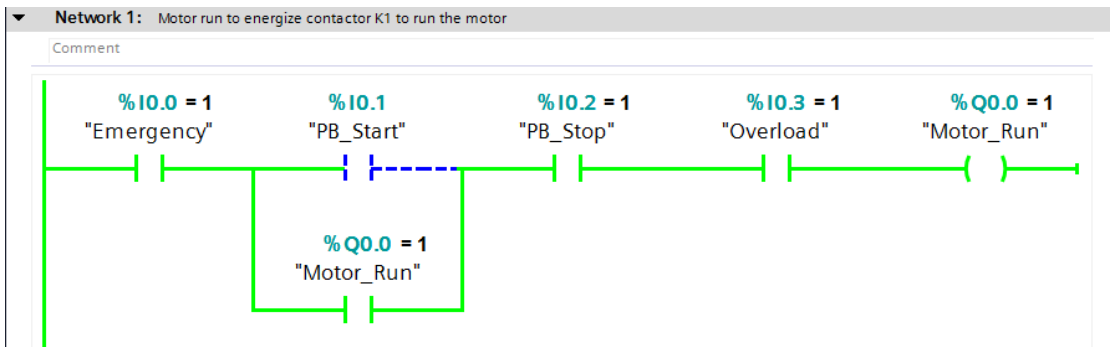 Network 1: Motor run to energize contactor K1 to run the motor
Comment
%I0.0 = 1 %I0.1 %I0.2 = 1 %I0.3 = 1 %Q0.0 = 1
"Emergency" "PB_Start" "PB_Stop" "Overload" "Motor_Run"
%Q0.0 = 1
"Motor_Run"